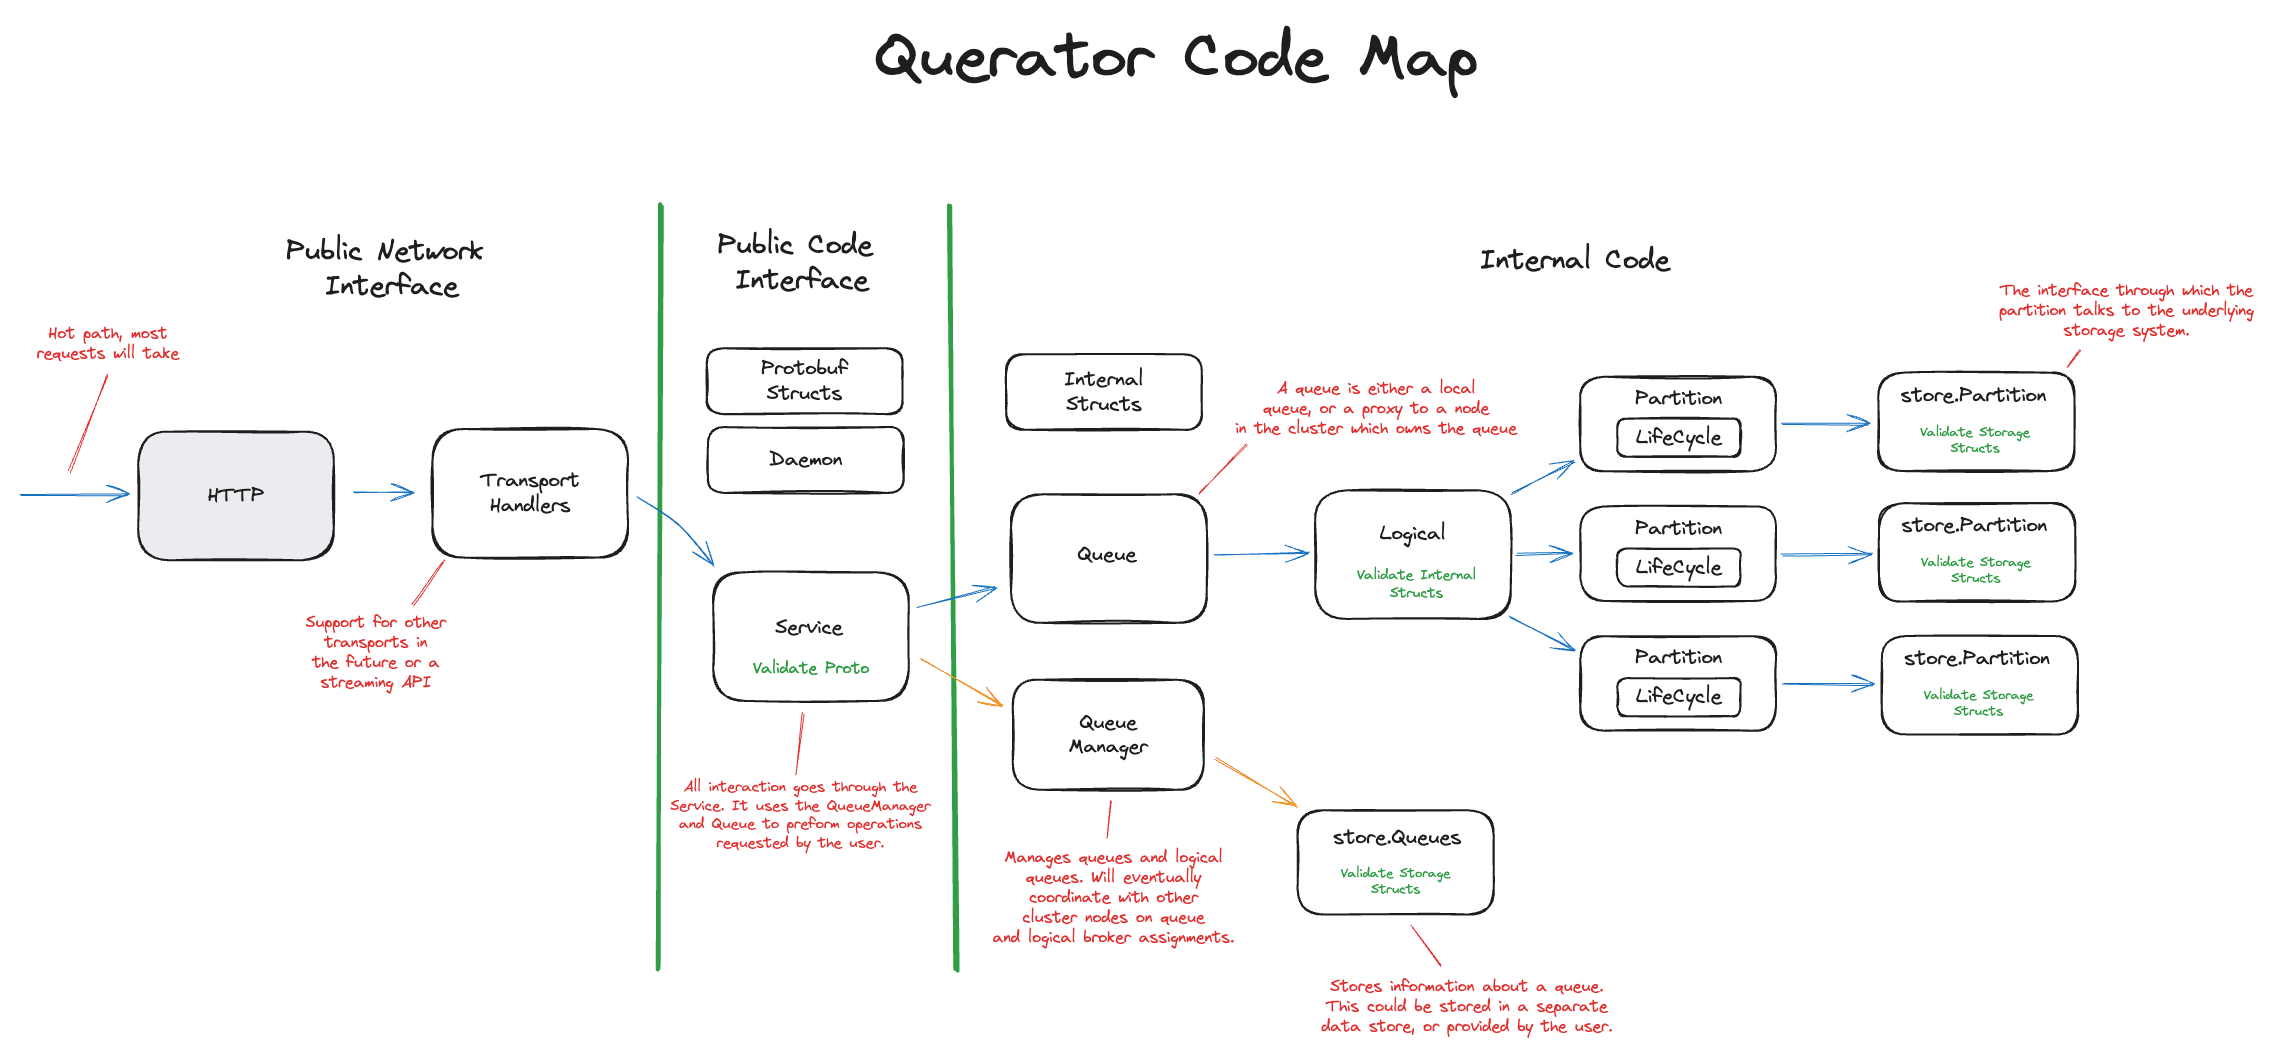 Querator Code Map
Public Network
Interface
Hot path, most
requests will take
HTTP
Transport
Handlers
Support for other
transports in
the future or a
streaming API
Public Code
Interface
Protobuf
Structs
Daemon
Service
Validate Proto
All interaction goes through the
Service. It uses the QueueManager
and Queue to preform operations
requested by the user.
Internal Code
Internal
Structs
A queue is either a local
queue, or a proxy to a node
in the cluster which owns the queue
Queue
Queue
Manager
Manages queues and logical
queues. Will eventually
coordinate with other
cluster nodes on queue
and logical broker assignments.
Logical
Validate Internal
Structs
store.Queues
Validate Storage
Structs
Stores information about a queue.
This could be stored in a separate
data store, or provided by the user.
Partition
LifeCycle
Partition
LifeCycle
Partition
LifeCycle
The interface through which the
partition talks to the underlying
storage system.
store.Partition
Validate Storage
Structs
store.Partition
Validate Storage
Structs
store.Partition
Validate Storage
Structs